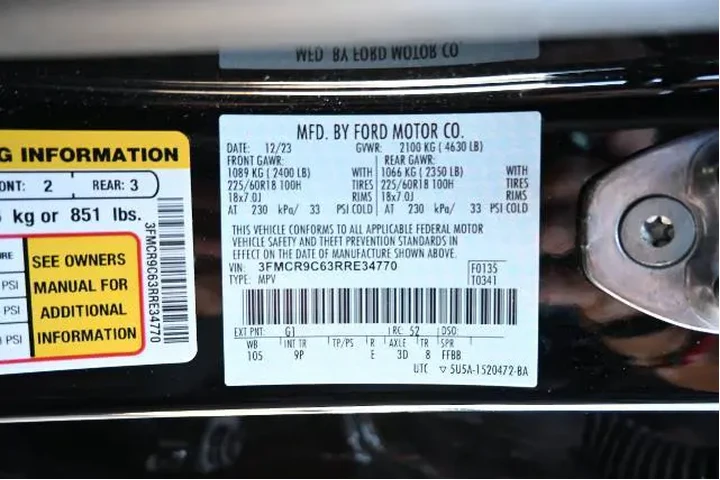 MFD. BY FORD MOTOR CO.
G INFORMATION
ONT: 2 REAR: 3
kg or 851 lbs.
PSI
PSI
PSI
SEE OWNERS
MANUAL FOR
ADDITIONAL
INFORMATION
3FMCR9C63RRE34770
MFD. BY FORD MOTOR CO.
DATE: 12/23 GVWR: 2100 KG ( 4630 LB)
FRONT GAWR: REAR GAWR:
1089 KG ( 2400 LB) WITH 1066 KG ( 2350 LB) WITH
225/60R18 100H TIRES 225/60R18 100H TIRES
18x7.0J RIMS 18x7.0J RIMS
AT 230 kPa/ 33 PSI COLD AT 230 kPa/ 33 PSI COLD
THIS VEHICLE CONFORMS TO ALL APPLICABLE FEDERAL MOTOR
VEHICLE SAFETY AND THEFT PREVENTION STANDARDS IN
EFFECT ON THE DATE OF MANUFACTURE SHOWN ABOVE.
VIN: 3FMCR9C63RRE34770 F0135
TYPE: MPV T0341
EXT PNT: G1 RC: 52 DSO:
WB INT TR TP/PS R AXLE TR SPR
105 9P E 3D 8 FFBB
UTC ▽ 5U5A-1520472-BA